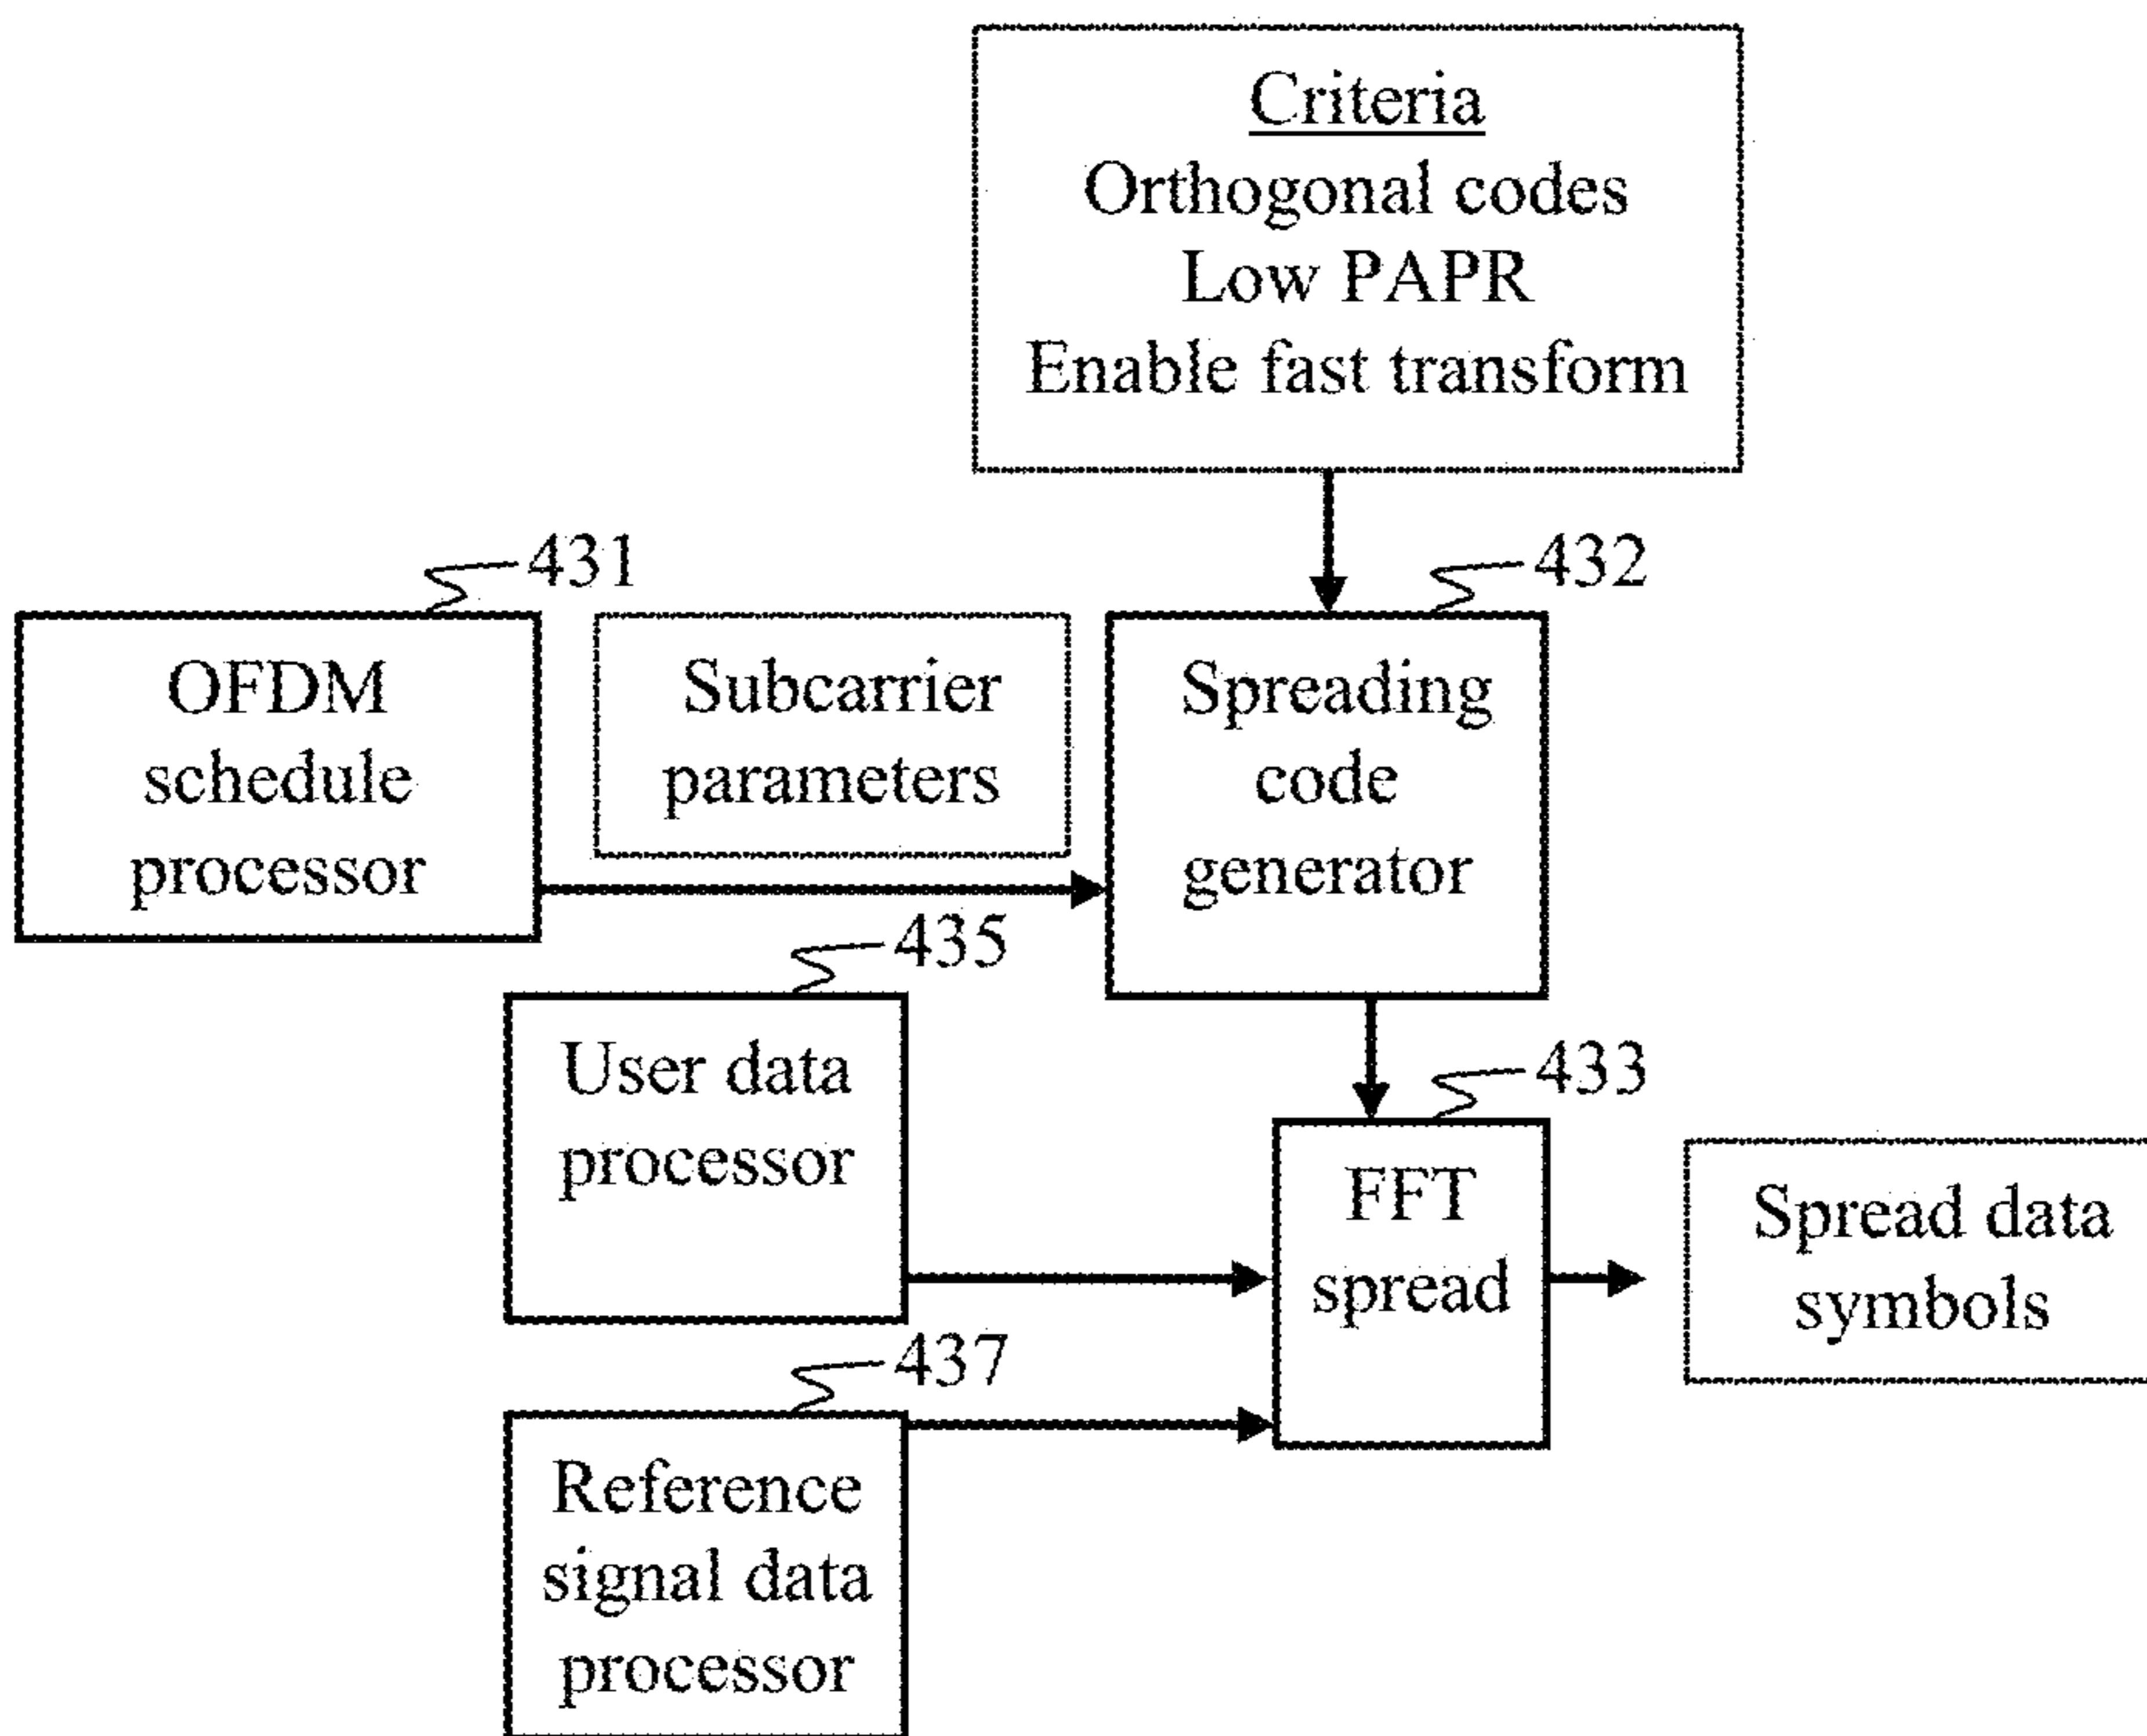 Criteria
Orthogonal codes
Low PAPR
Enable fast transform
431
432
OFDM
schedule
processor
Subcarrier
parameters
Spreading
code
generator
435
User data
processor
433
FFT
spread
Spread data
symbols
437
Reference
signal data
processor